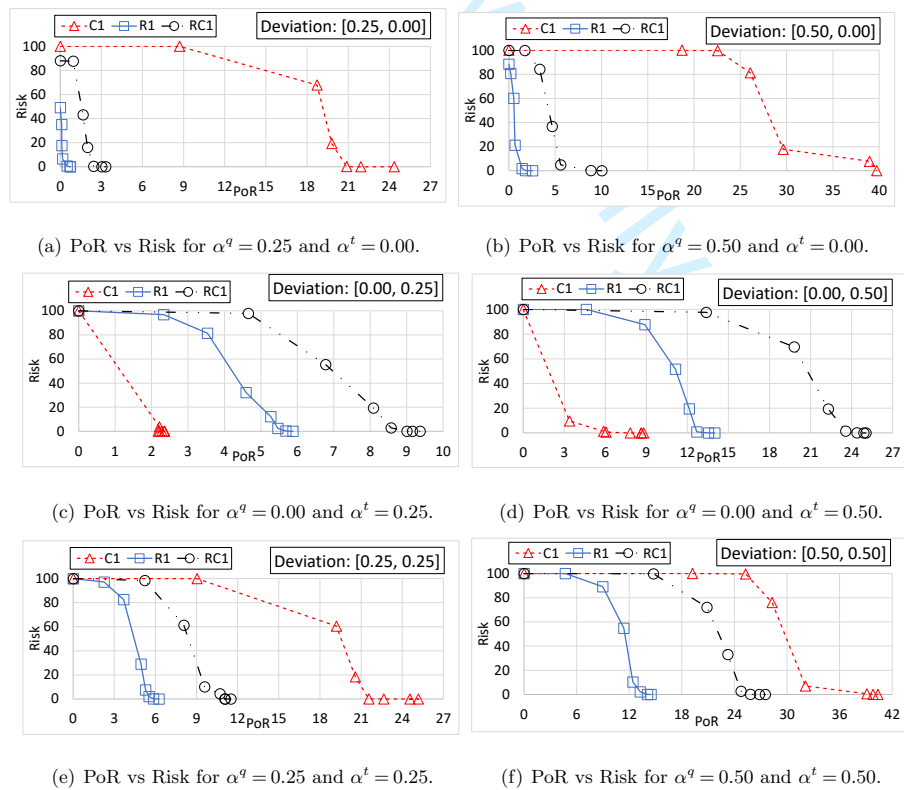 C1 R1 RC1
Deviation: [0.25, 0.00]
Risk
100
80
60
40
20
0
0 3 6 9 12 15 18 21 24 27
PoR
(a) PoR vs Risk for α^q = 0.25 and α^t = 0.00.
C1 R1 RC1
Deviation: [0.50, 0.00]
Risk
100
80
60
40
20
0
0 5 10 15 20 25 30 35 40
PoR
(b) PoR vs Risk for α^q = 0.50 and α^t = 0.00.
C1 R1 RC1
Deviation: [0.00, 0.25]
Risk
100
80
60
40
20
0
0 1 2 3 4 5 6 7 8 9 10
PoR
(c) PoR vs Risk for α^q = 0.00 and α^t = 0.25.
C1 R1 RC1
Deviation: [0.00, 0.50]
Risk
100
80
60
40
20
0
0 3 6 9 12 15 18 21 24 27
PoR
(d) PoR vs Risk for α^q = 0.00 and α^t = 0.50.
C1 R1 RC1
Deviation: [0.25, 0.25]
Risk
100
80
60
40
20
0
0 3 6 9 12 15 18 21 24 27
PoR
(e) PoR vs Risk for α^q = 0.25 and α^t = 0.25.
C1 R1 RC1
Deviation: [0.50, 0.50]
Risk
100
80
60
40
20
0
0 6 12 18 24 30 36 42
PoR
(f) PoR vs Risk for α^q = 0.50 and α^t = 0.50.